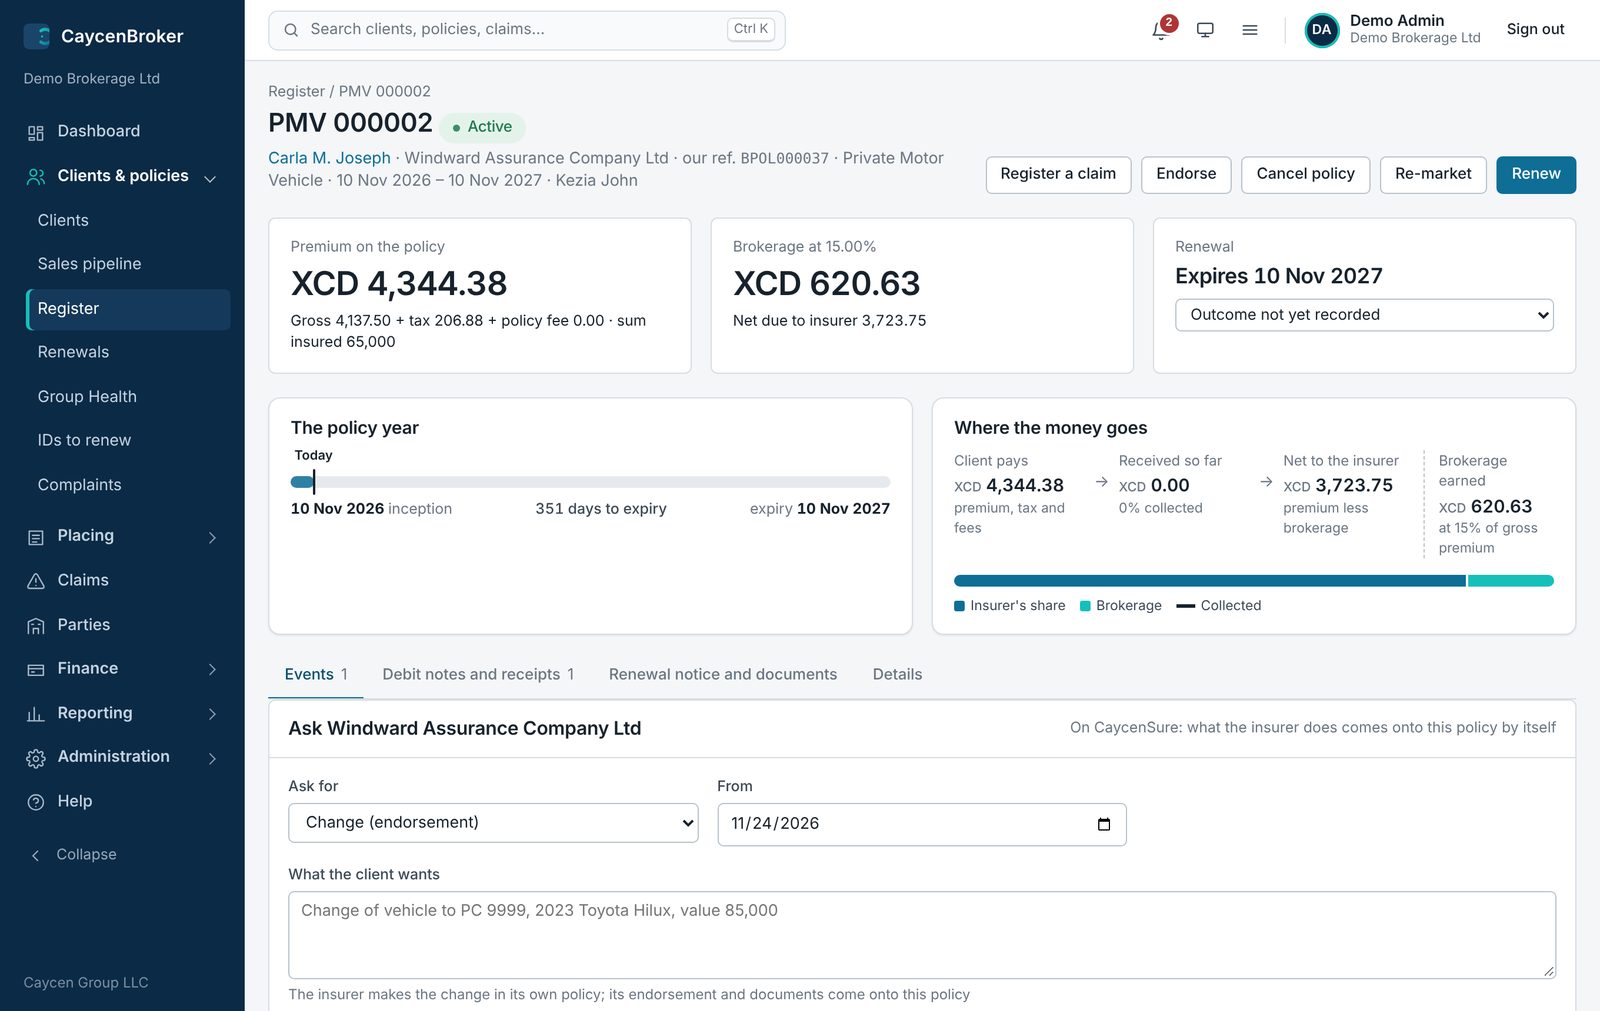 CaycenBroker
Demo Brokerage Ltd
Dashboard
Clients & policies
Clients
Sales pipeline
Register
Renewals
Group Health
IDs to renew
Complaints
Placing
Claims
Parties
Finance
Reporting
Administration
Help
Collapse
Caycen Group LLC
Search clients, policies, claims...
Ctrl K
2
DA
Demo Admin
Demo Brokerage Ltd
Sign out
Register / PMV 000002
PMV 000002
Active
Carla M. Joseph · Windward Assurance Company Ltd · our ref. BPOL000037 · Private Motor
Vehicle · 10 Nov 2026 – 10 Nov 2027 · Kezia John
Register a claim
Endorse
Cancel policy
Re-market
Renew
Premium on the policy
XCD 4,344.38
Gross 4,137.50 + tax 206.88 + policy fee 0.00 · sum
insured 65,000
Brokerage at 15.00%
XCD 620.63
Net due to insurer 3,723.75
Renewal
Expires 10 Nov 2027
Outcome not yet recorded
The policy year
Today
10 Nov 2026 inception
351 days to expiry
expiry 10 Nov 2027
Where the money goes
Client pays
XCD 4,344.38
premium, tax and
fees
Received so far
XCD 0.00
0% collected
Net to the insurer
XCD 3,723.75
premium less
brokerage
Brokerage
earned
XCD 620.63
at 15% of gross
premium
Insurer's share
Brokerage
Collected
Events 1
Debit notes and receipts 1
Renewal notice and documents
Details
Ask Windward Assurance Company Ltd
On CaycenSure: what the insurer does comes onto this policy by itself
Ask for
Change (endorsement)
From
11/24/2026
What the client wants
Change of vehicle to PC 9999, 2023 Toyota Hilux, value 85,000
The insurer makes the change in its own policy; its endorsement and documents come onto this policy